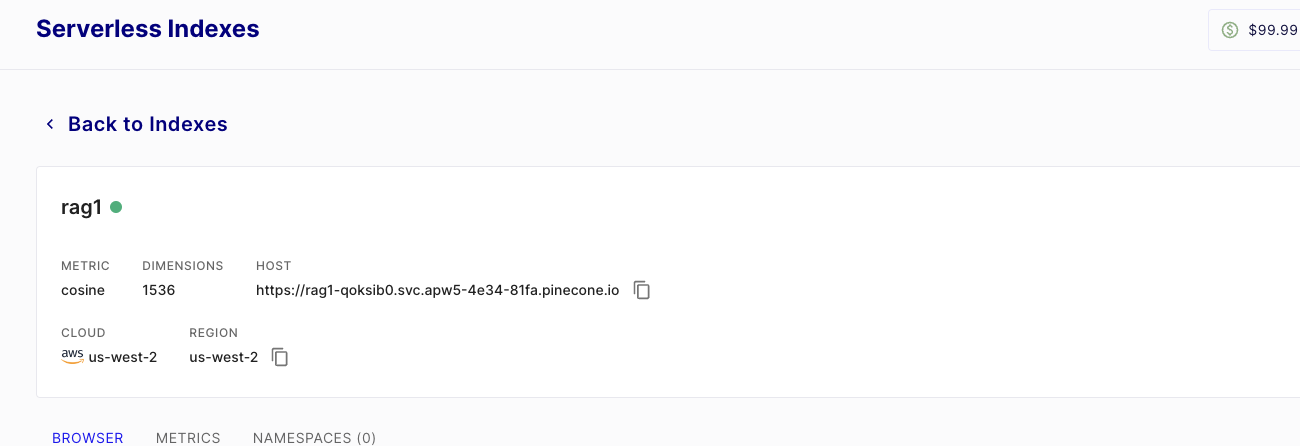 Serverless Indexes
$99.99
Back to Indexes
rag1
METRIC DIMENSIONS HOST
cosine 1536 https://rag1-qoksib0.svc.apw5-4e34-81fa.pinecone.io
CLOUD REGION
aws us-west-2 us-west-2
BROWSER METRICS NAMESPACES (0)